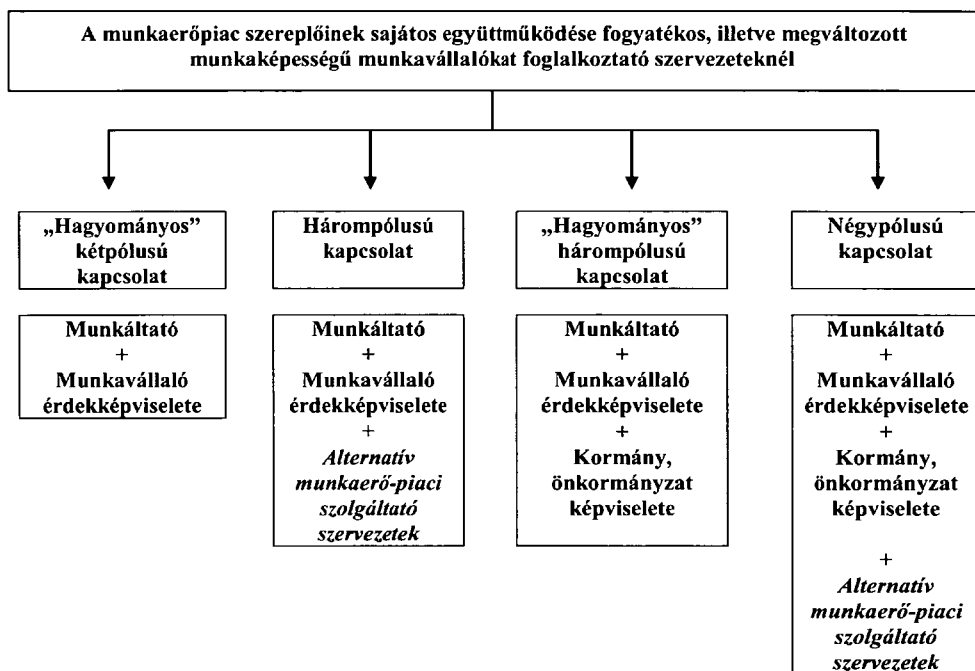 A munkaerőpiac szereplőinek sajátos együttműködése fogyatékos, illetve megváltozott
munkaképességű munkavállalókat foglalkoztató szervezeteknél
„Hagyományos”
kétpólusú
kapcsolat
Munkáltató
+
Munkavállaló
érdekképviselete
Hárompólusú
kapcsolat
Munkáltató
+
Munkavállaló
érdekképviselete
+
Alternatív
munkaerő-piaci
szolgáltató
szervezetek
„Hagyományos”
hárompólusú
kapcsolat
Munkáltató
+
Munkavállaló
érdekképviselete
+
Kormány,
önkormányzat
képviselete
Négypólusú
kapcsolat
Munkáltató
+
Munkavállaló
érdekképviselete
+
Kormány,
önkormányzat
képviselete
+
Alternatív
munkaerő-piaci
szolgáltató
szervezetek